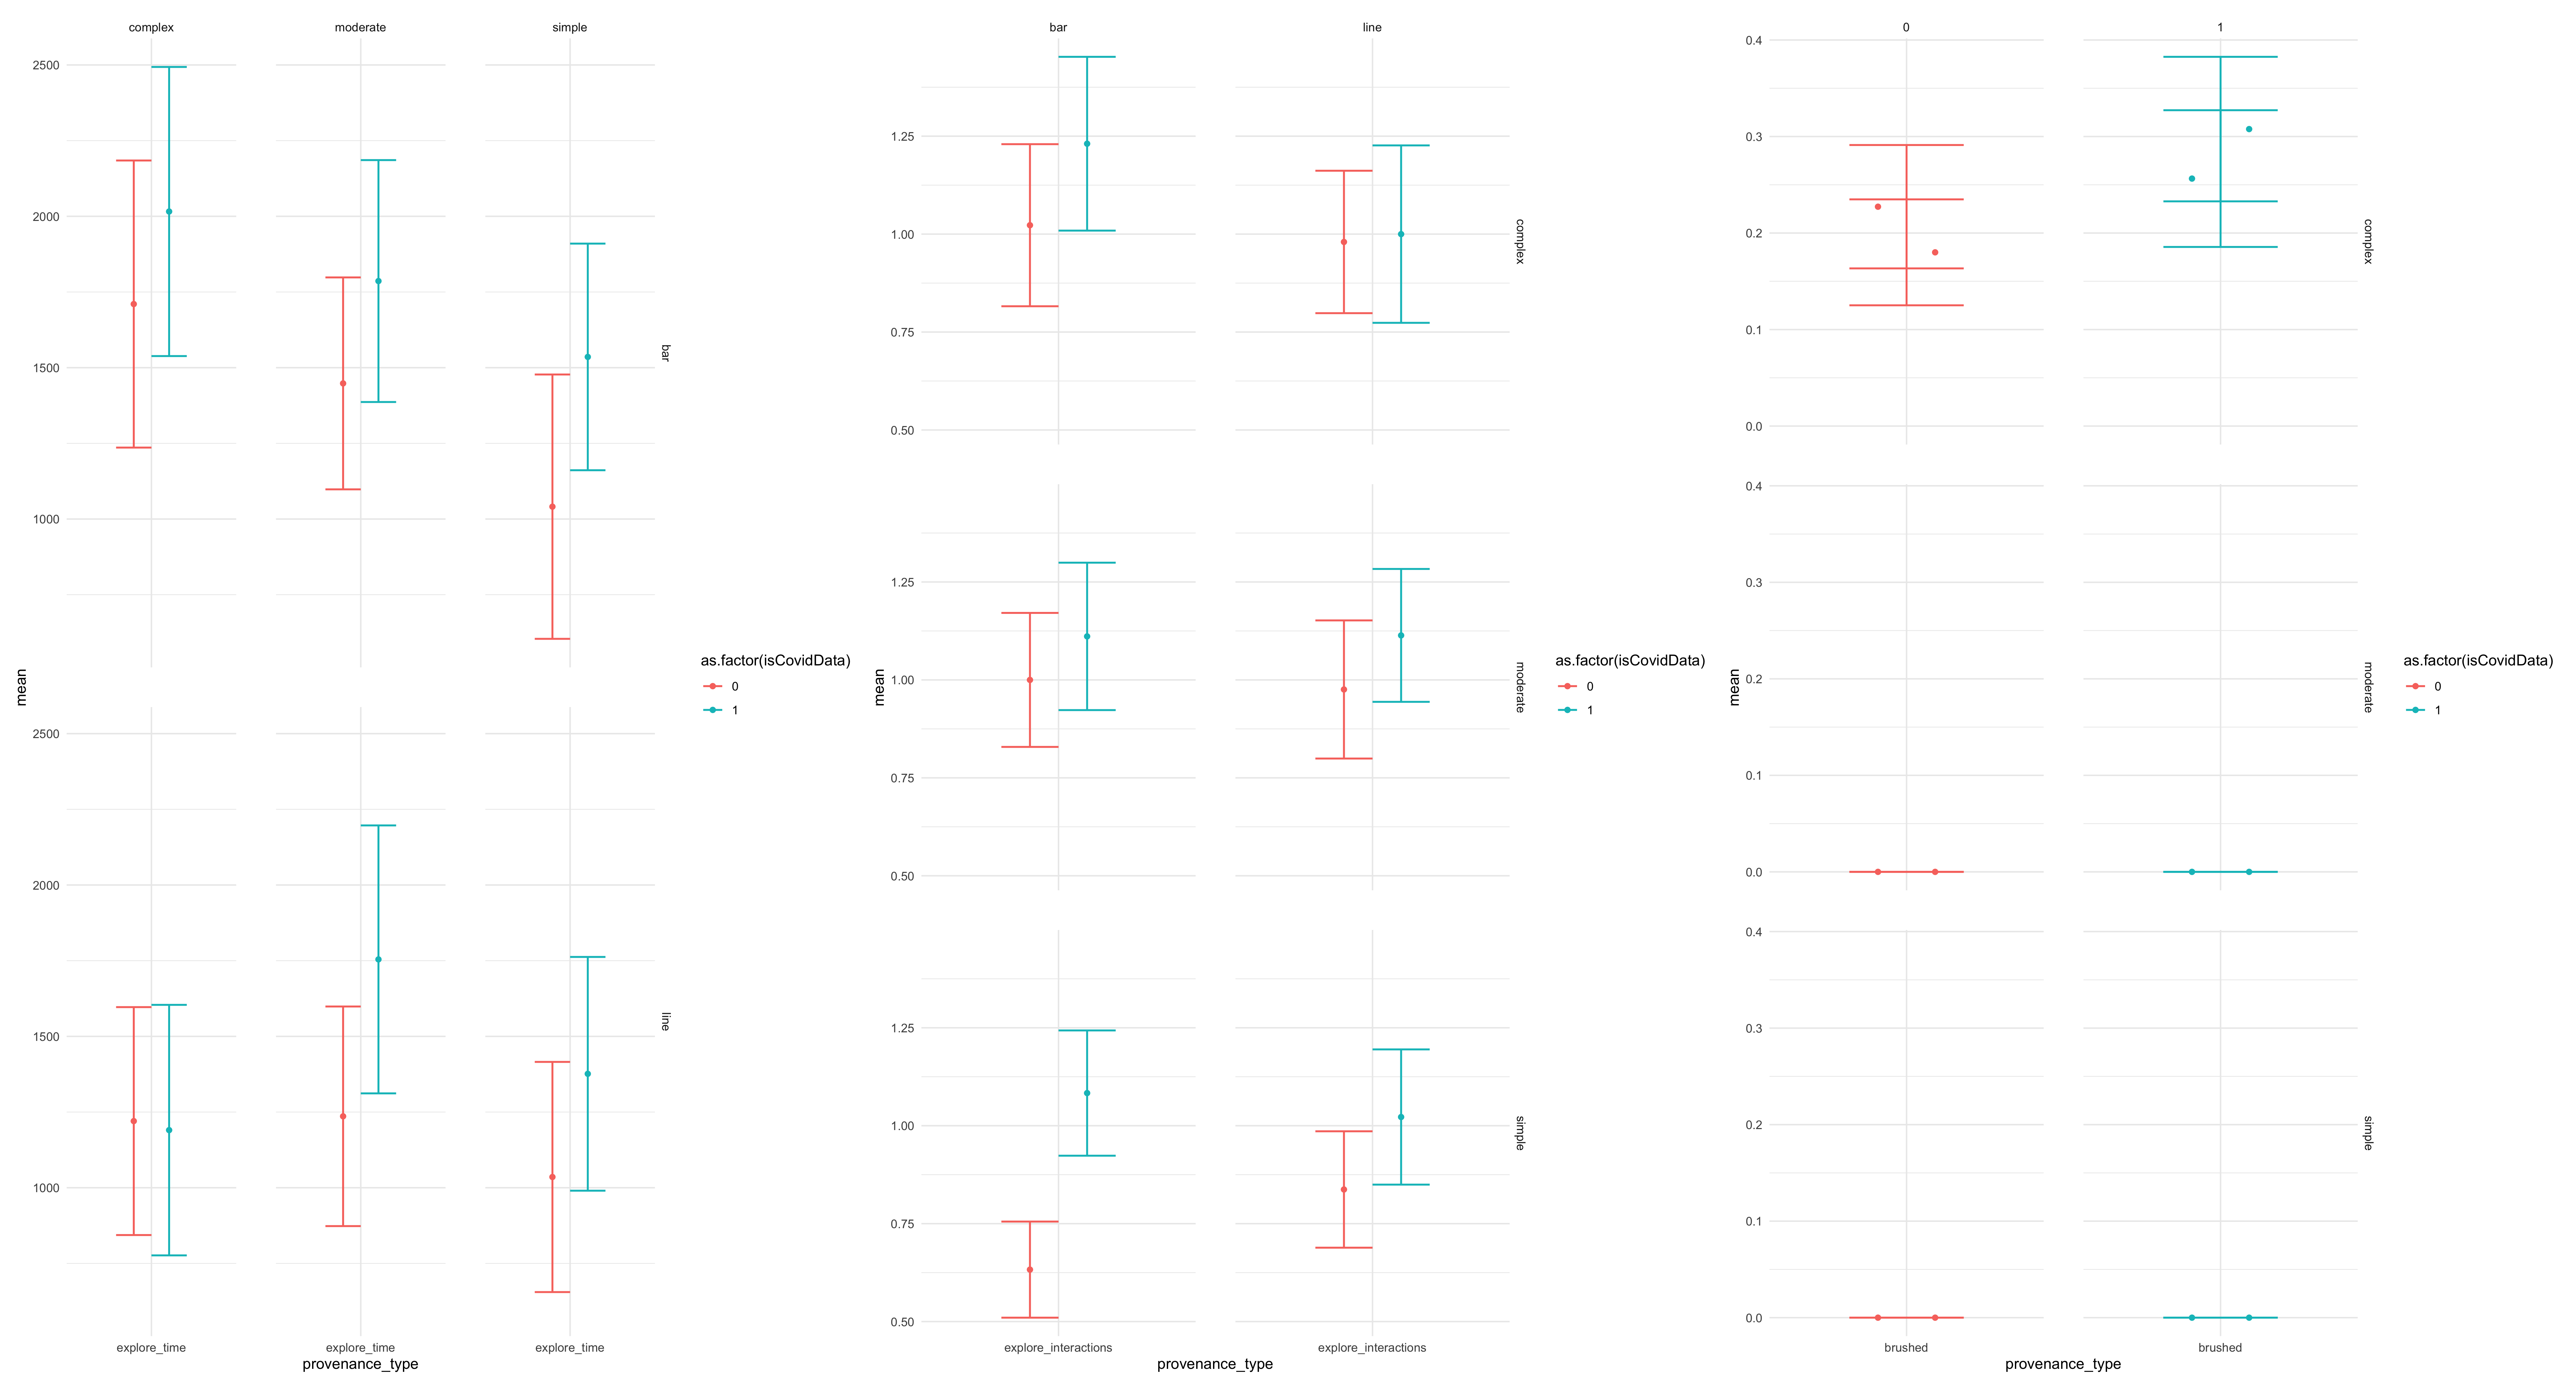 complex moderate simple
2500
2000
1500
1000
bar
2500
2000
1500
1000
line
mean
explore_time explore_time explore_time
provenance_type
as.factor(isCovidData)
0
1
bar line
1.25
1.00
0.75
0.50
complex
1.25
1.00
0.75
0.50
moderate
1.25
1.00
0.75
0.50
simple
mean
explore_interactions explore_interactions
provenance_type
as.factor(isCovidData)
0
1
0 1
0.4
0.3
0.2
0.1
0.0
complex
0.4
0.3
0.2
0.1
0.0
moderate
0.4
0.3
0.2
0.1
0.0
simple
mean
brushed brushed
provenance_type
as.factor(isCovidData)
0
1